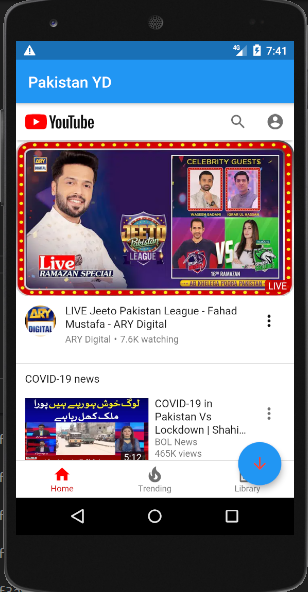 4G 7:41
Pakistan YD
YouTube
ARY
DIGITAL
CELEBRITY GUESTS
JEETO
PAKISTAN
LEAGUE
VS
Live
RAMAZAN SPECIAL
LIVE
ARY
DIGITAL
LIVE Jeeto Pakistan League - Fahad
Mustafa - ARY Digital
ARY Digital • 7.6K watching
COVID-19 news
لوگ خوش ہو رہے ہیں پورا
ملک کھل رہا ہے
5:12
COVID-19 in
Pakistan Vs
Lockdown | Shahi...
BOL News
465K views
Home
Trending
Library